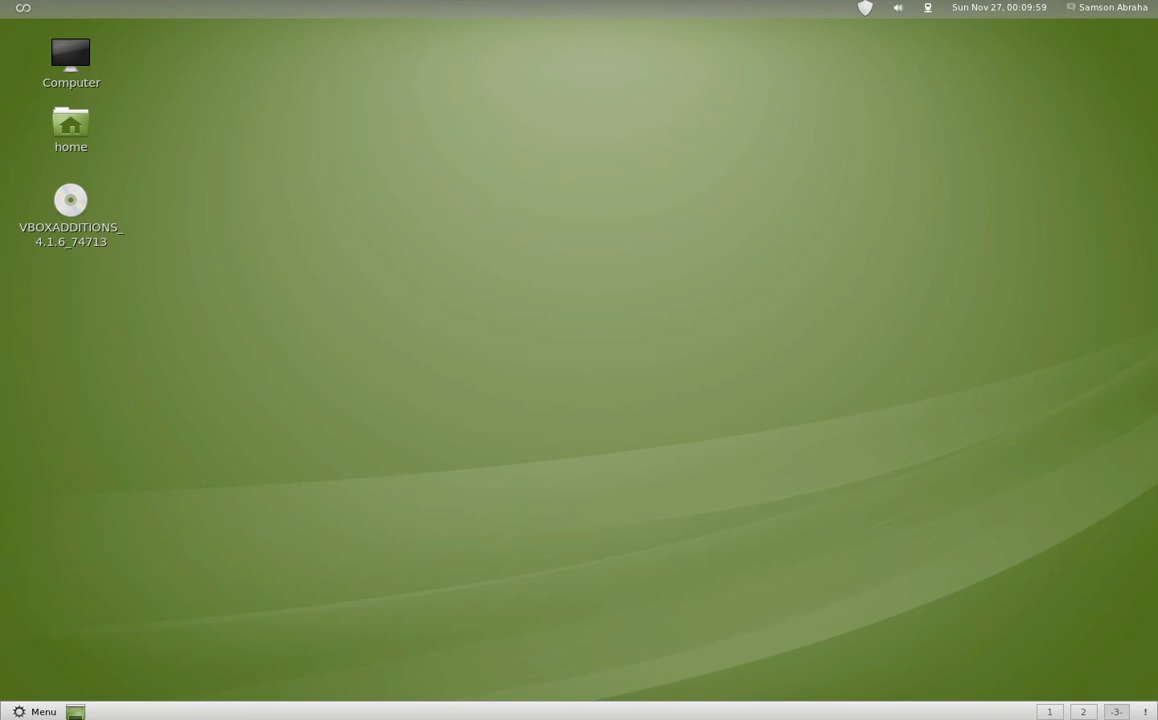 Sun Nov 27, 00:09:59
Samson Abraha
Computer
home
VBOXADDITIONS_
4.1.6_74713
Menu
1
2
-3-
!